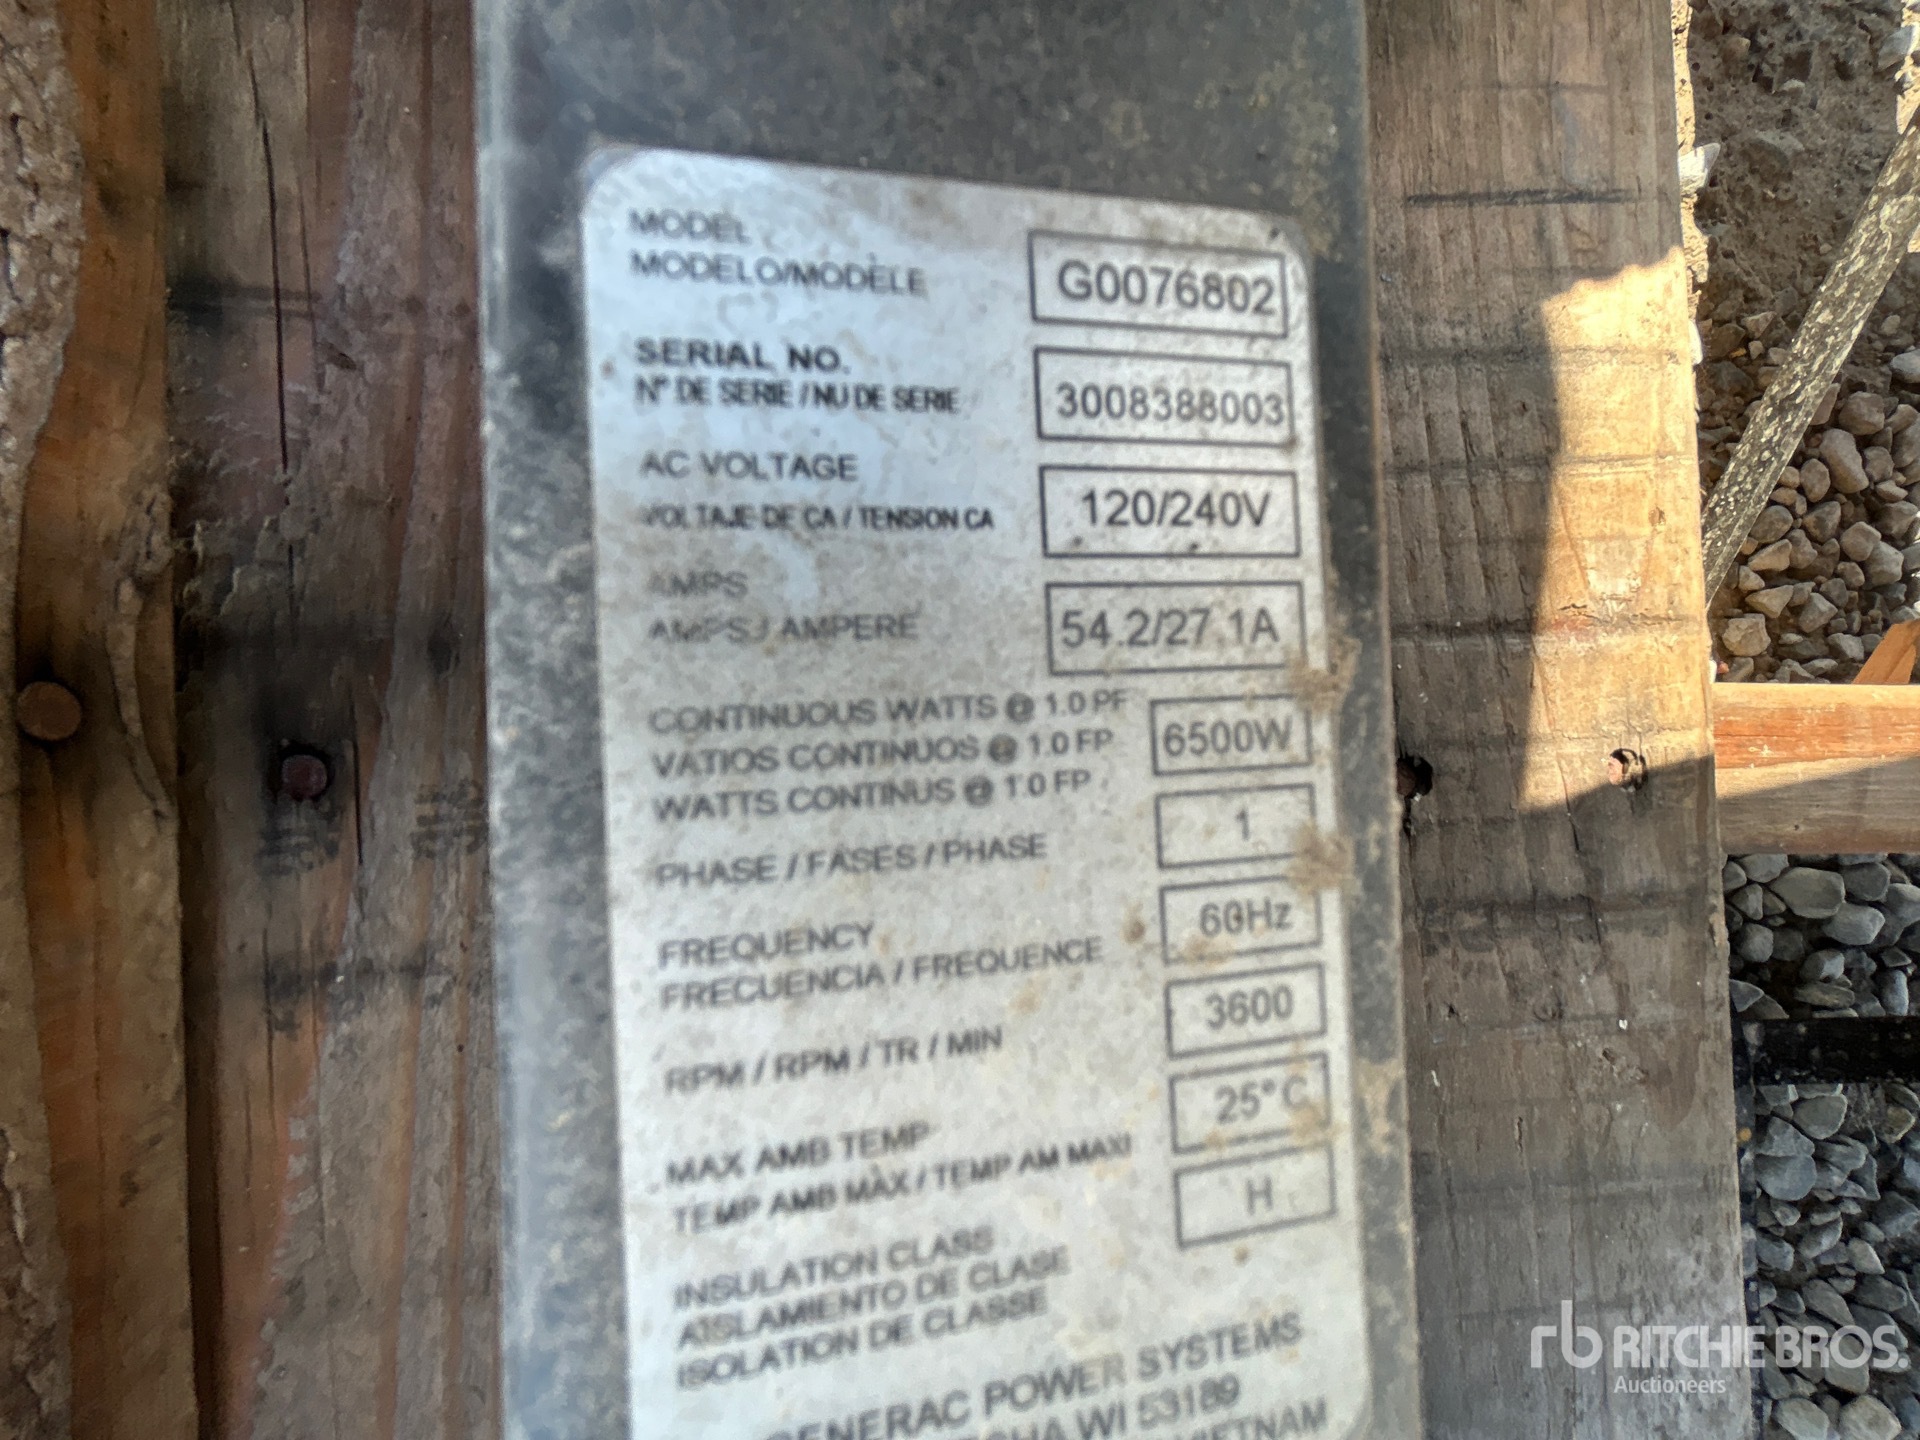 MODEL
MODELO/MODÈLE G0076802
SERIAL NO.
Nº DE SERIE / NU DE SERIE 3008388003
AC VOLTAGE
VOLTAJE DE CA / TENSION CA 120/240V
AMPS
AMPS / AMPERE 54.2/27.1A
CONTINUOUS WATTS @ 1.0 PF
VATIOS CONTINUOS @ 1.0 FP 6500W
WATTS CONTINUS @ 1.0 FP
PHASE / FASES / PHASE 1
FREQUENCY
FRECUENCIA / FREQUENCE 60Hz
RPM / RPM / TR / MIN 3600
MAX AMB TEMP
TEMP AMB MAX / TEMP AM MAXI 25°C
INSULATION CLASS
AISLAMIENTO DE CLASE
ISOLATION DE CLASSE H
GENERAC POWER SYSTEMS
WI 53189
VIETNAM
rb RITCHIE BROS.
Auctioneers